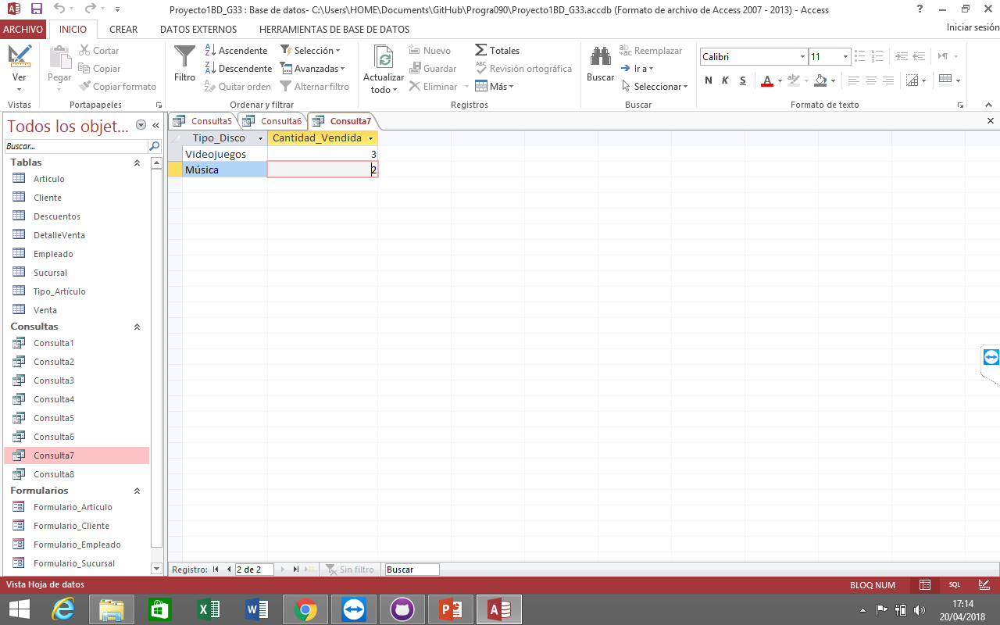 Proyecto1BD_G33 : Base de datos- C:\Users\HOME\Documents\GitHub\Progra090\Proyecto1BD_G33.accdb (Formato de archivo de Access 2007 - 2013) - Access
ARCHIVO INICIO CREAR DATOS EXTERNOS HERRAMIENTAS DE BASE DE DATOS Iniciar sesión
Ver
Vistas
Pegar
Cortar
Copiar
Copiar formato
Portapapeles
Filtro
Ascendente
Descendente
Quitar orden
Selección
Avanzadas
Alternar filtro
Ordenar y filtrar
Actualizar
todo
Nuevo
Guardar
Eliminar
Totales
Revisión ortográfica
Más
Registros
Buscar
Reemplazar
Ir a
Seleccionar
Buscar
Calibri 11
N K S A
Formato de texto
Todos los objet...
Buscar...
Tablas
Articulo
Cliente
Descuentos
DetalleVenta
Empleado
Sucursal
Tipo_Artículo
Venta
Consultas
Consulta1
Consulta2
Consulta3
Consulta4
Consulta5
Consulta6
Consulta7
Consulta8
Formularios
Formulario_Articulo
Formulario_Cliente
Formulario_Empleado
Formulario_Sucursal
Consulta5 Consulta6 Consulta7
Tipo_Disco Cantidad_Vendida
Videojuegos 3
Música 2
Registro: 2 de 2 Sin filtro Buscar
Vista Hoja de datos BLOQ NUM SQL
17:14
20/04/2018